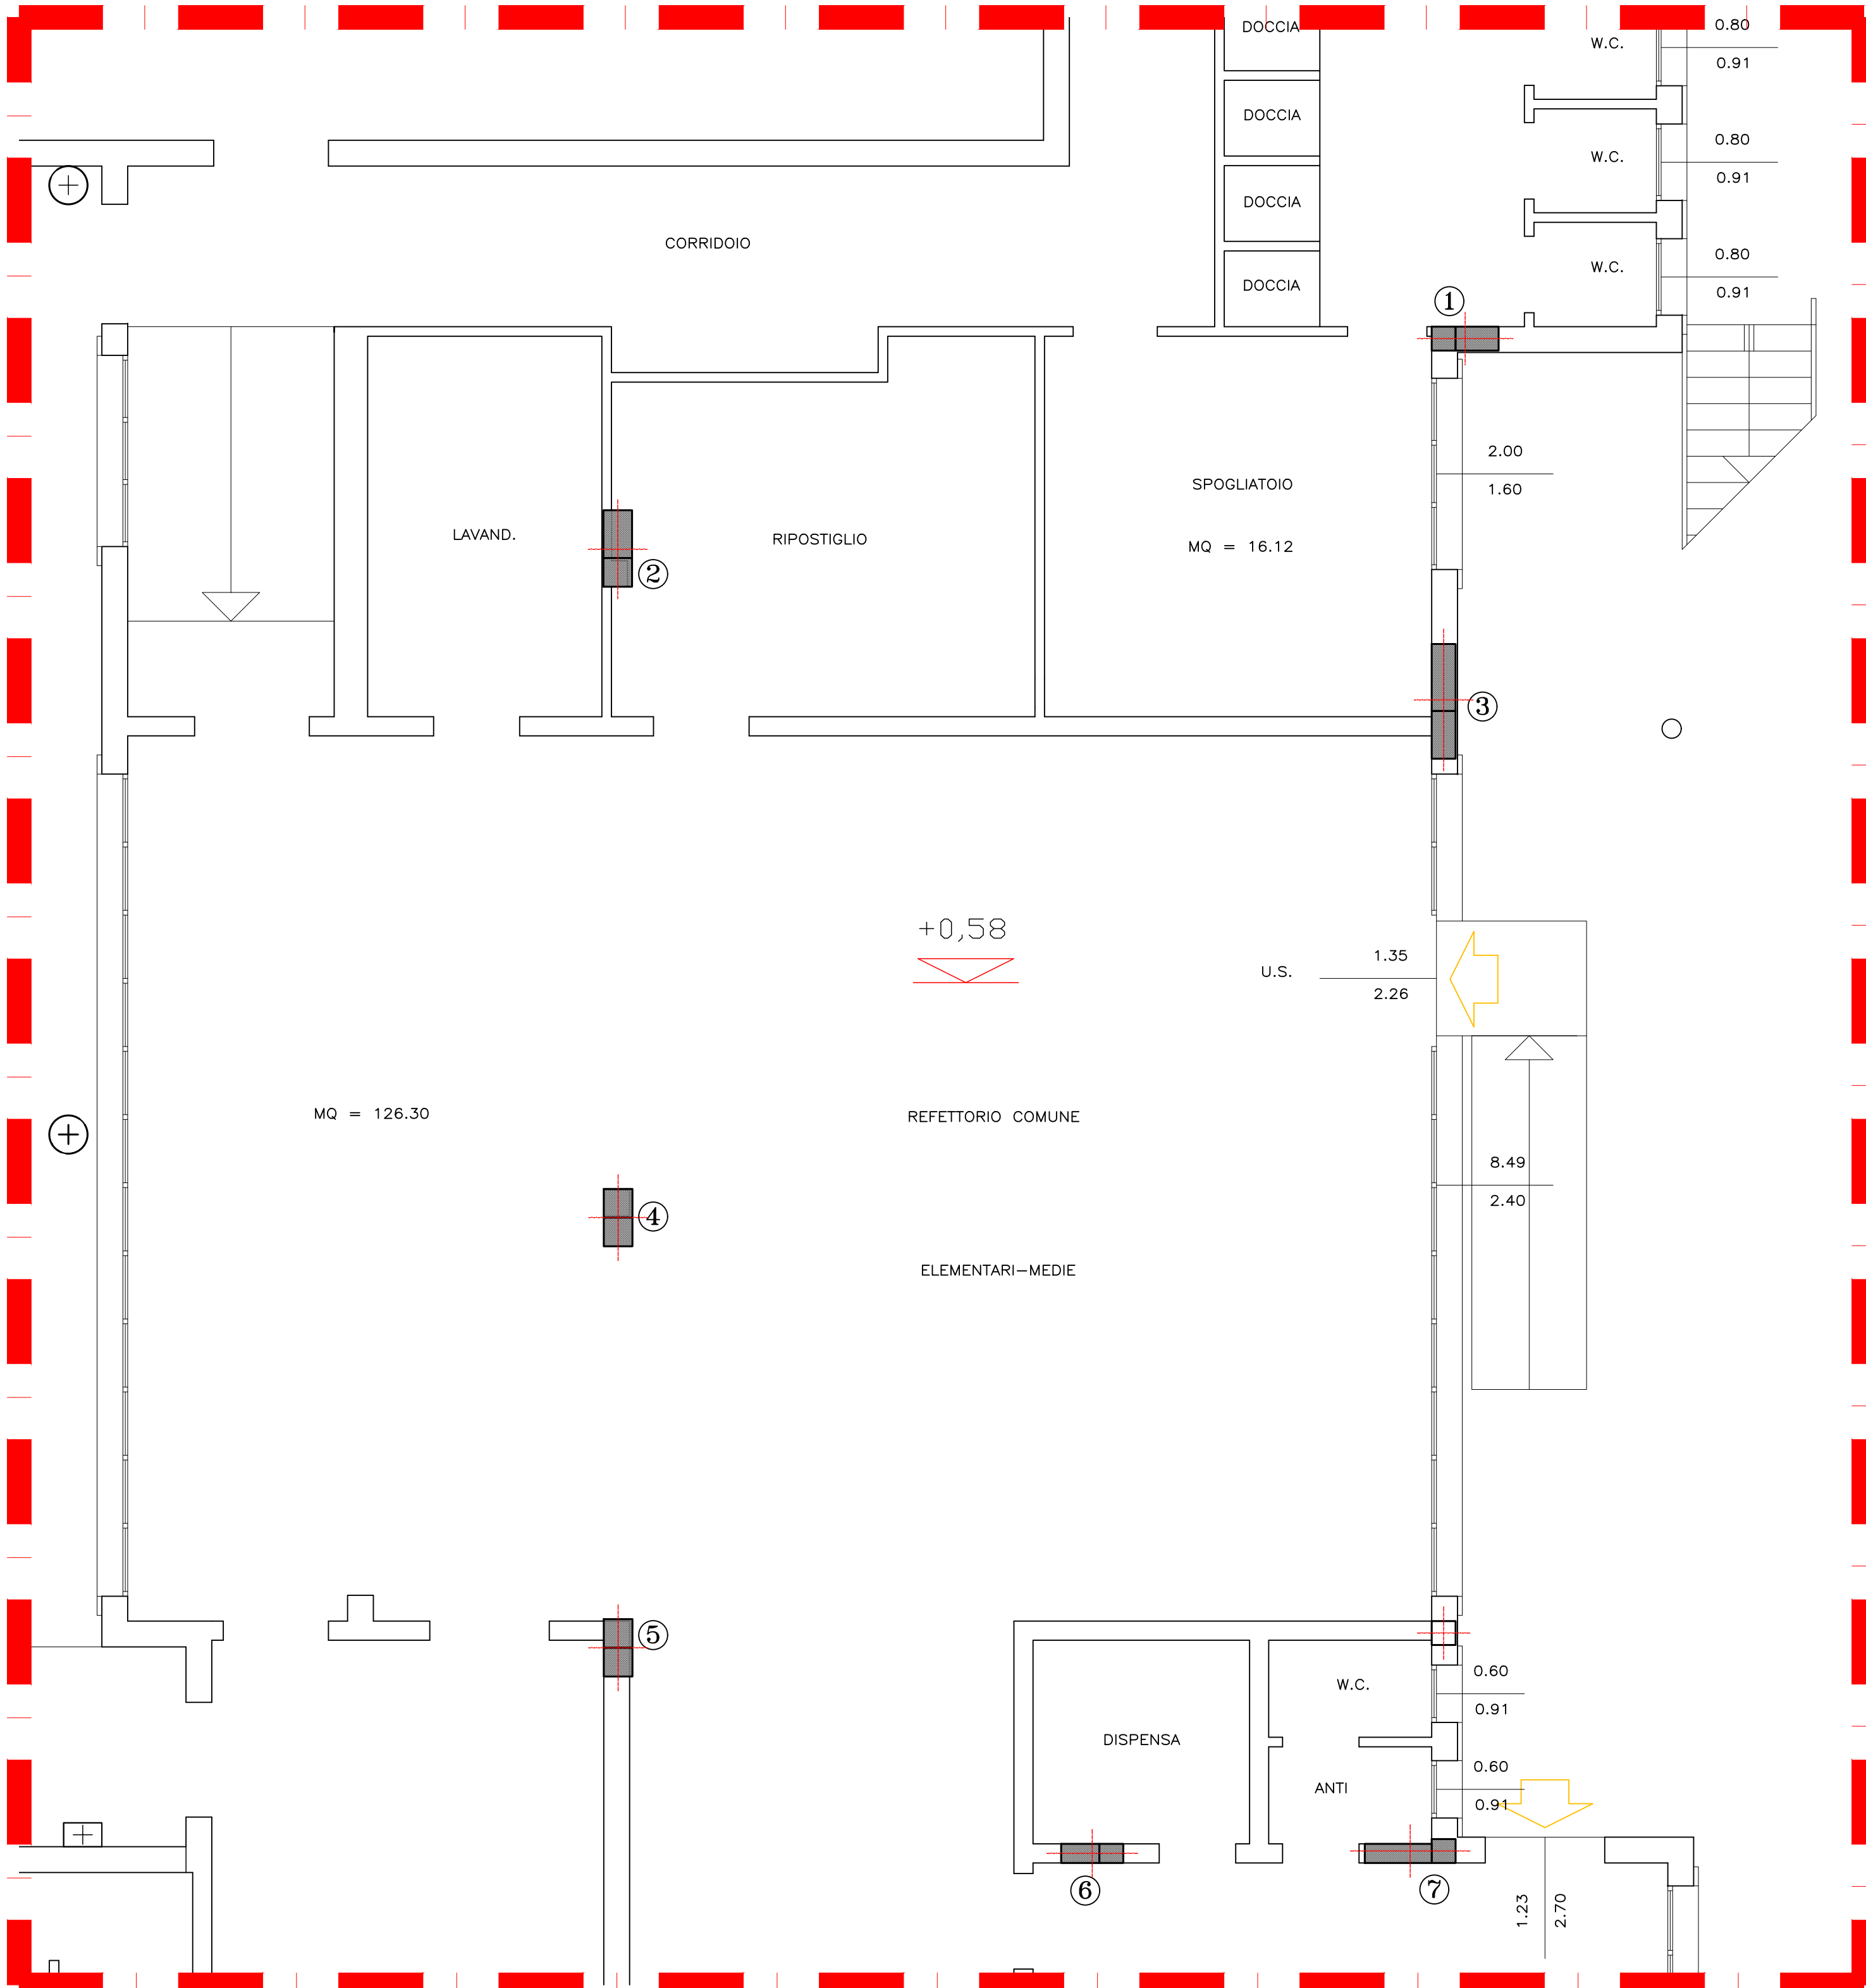 DOCCIA
0.80
W.C.
0.91
DOCCIA
0.80
W.C.
0.91
DOCCIA
CORRIDOIO
0.80
W.C.
DOCCIA
0.91
1
2.00
SPOGLIATOIO
1.60
LAVAND.
RIPOSTIGLIO
MQ = 16.12
2
3
+0,58
1.35
U.S.
2.26
MQ = 126.30
REFETTORIO COMUNE
8.49
2.40
4
ELEMENTARI-MEDIE
5
0.60
W.C.
0.91
DISPENSA
0.60
ANTI
0.91
6
7
1.23
2.70